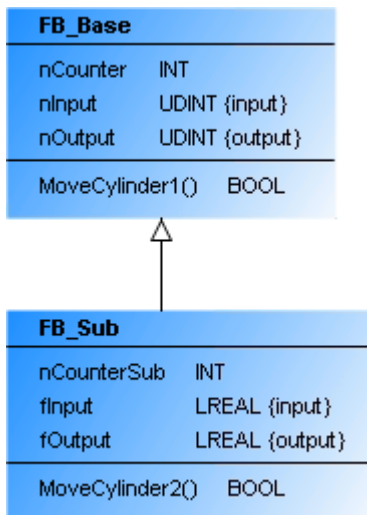 FB_Base
nCounter INT
nInput UDINT {input}
nOutput UDINT {output}
MoveCylinder1() BOOL
FB_Sub
nCounterSub INT
fInput LREAL {input}
fOutput LREAL {output}
MoveCylinder2() BOOL